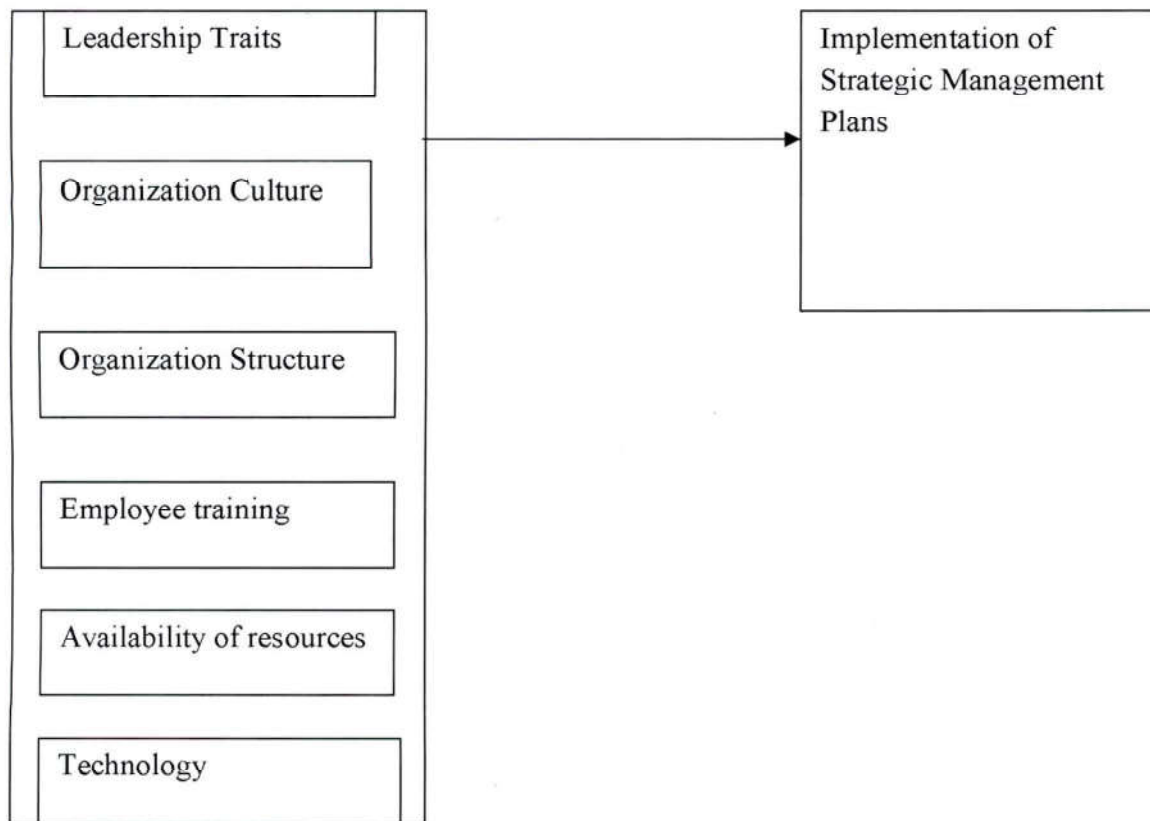 Leadership Traits
Implementation of
Strategic Management
Plans
Organization Culture
Organization Structure
Employee training
Availability of resources
Technology